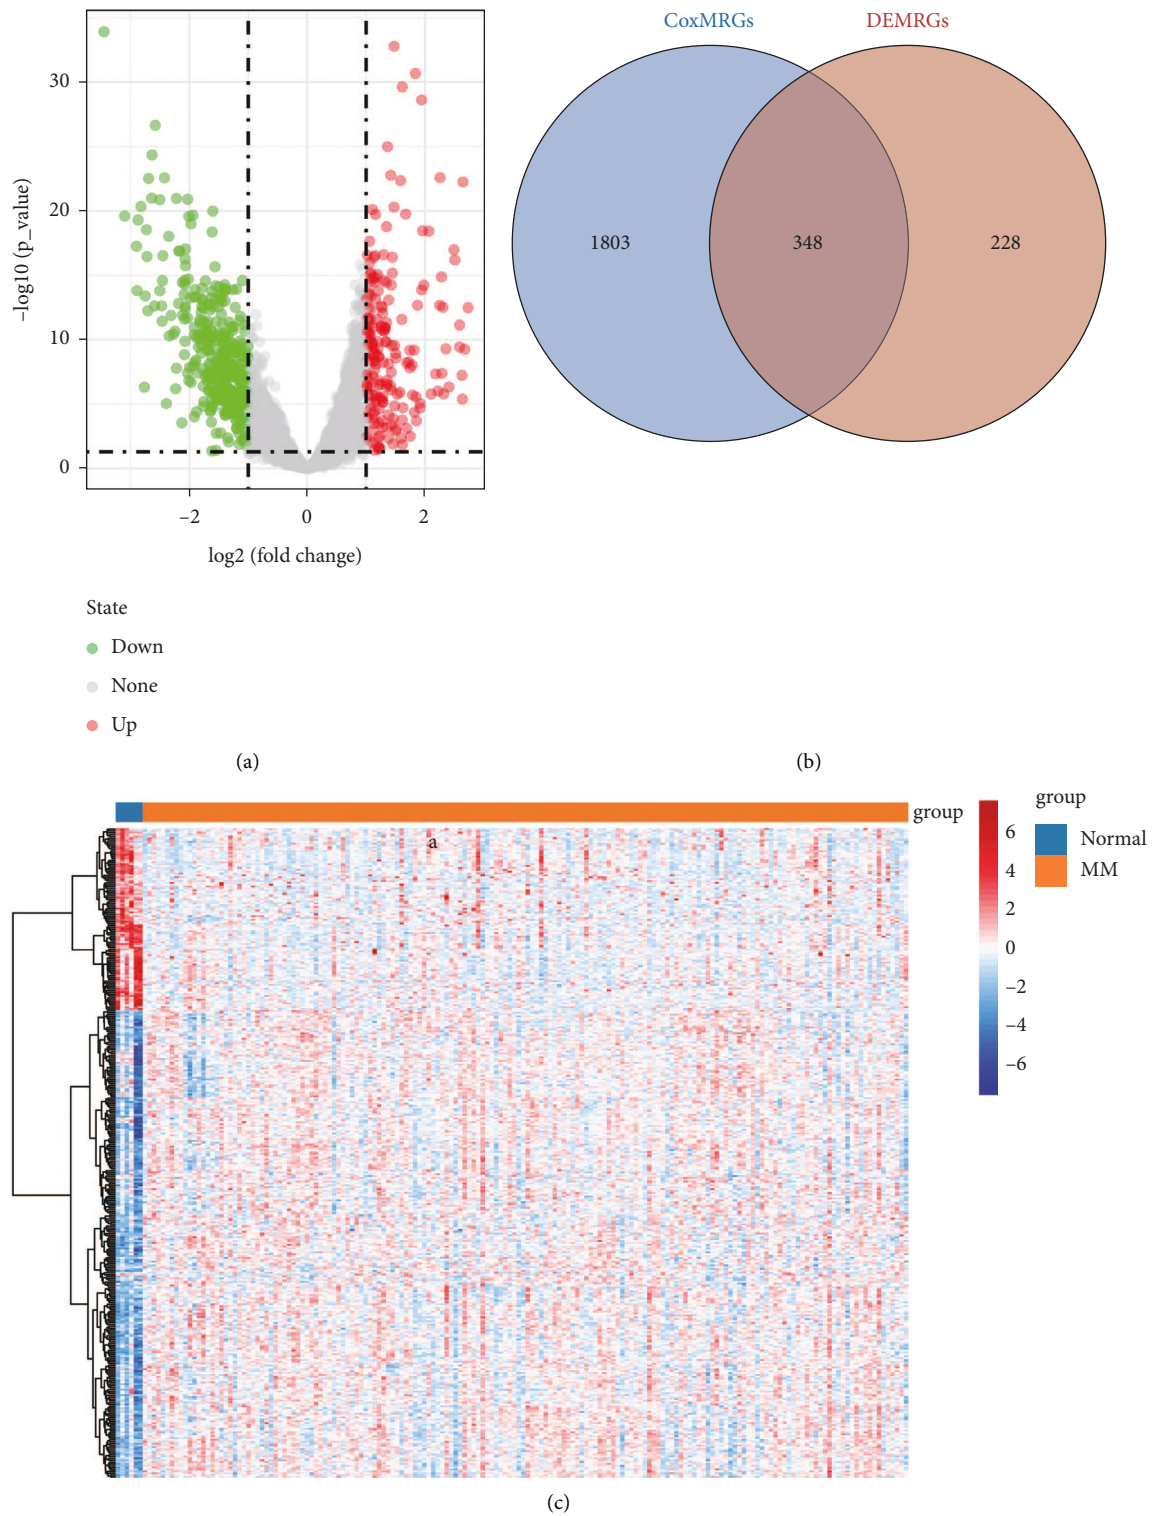 30
20
10
0
−log10 (p_value)
−2
0
2
log2 (fold change)
State
Down
None
Up
(a)
CoxMRGs
DEMRGs
1803
348
228
(b)
group
a
6
4
2
0
−2
−4
−6
group
Normal
MM
(c)